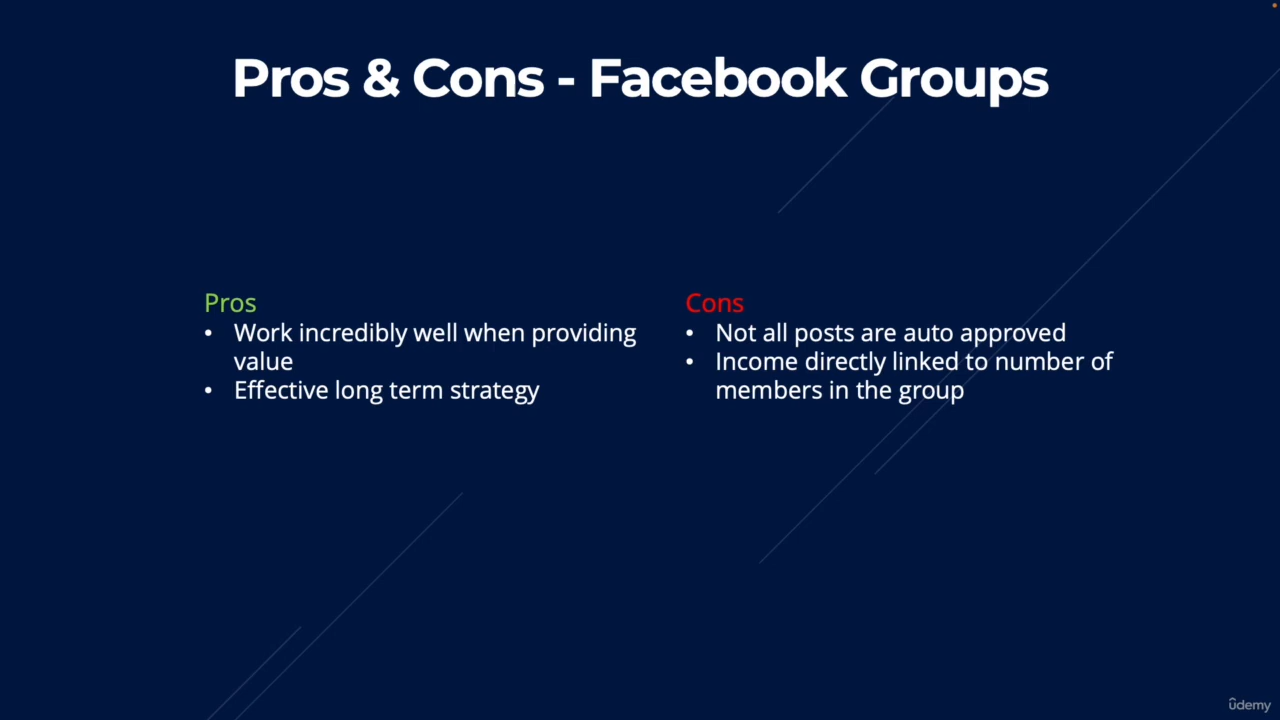 Pros & Cons - Facebook Groups
Pros
• Work incredibly well when providing
value
• Effective long term strategy
Cons
• Not all posts are auto approved
• Income directly linked to number of
members in the group
ûdemy